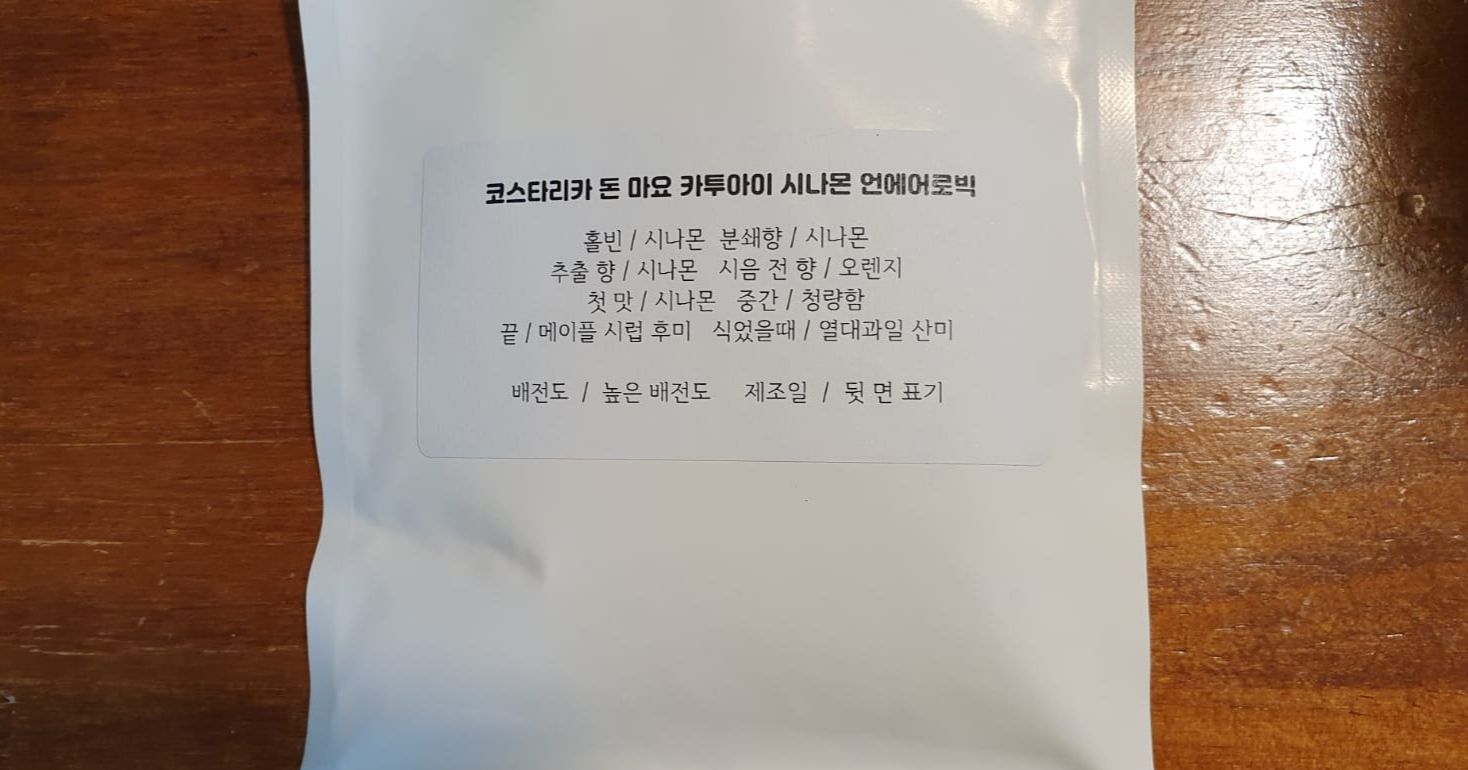 코스타리카 돈 마요 카투아이 시나몬 언에어로빅
홀빈 / 시나몬 분쇄향 / 시나몬
추출 향 / 시나몬 시음 전 향 / 오렌지
첫 맛 / 시나몬 중간 / 청량함
끝 / 메이플 시럽 후미 식었을때 / 열대과일 산미
배전도 / 높은 배전도 제조일 / 뒷 면 표기